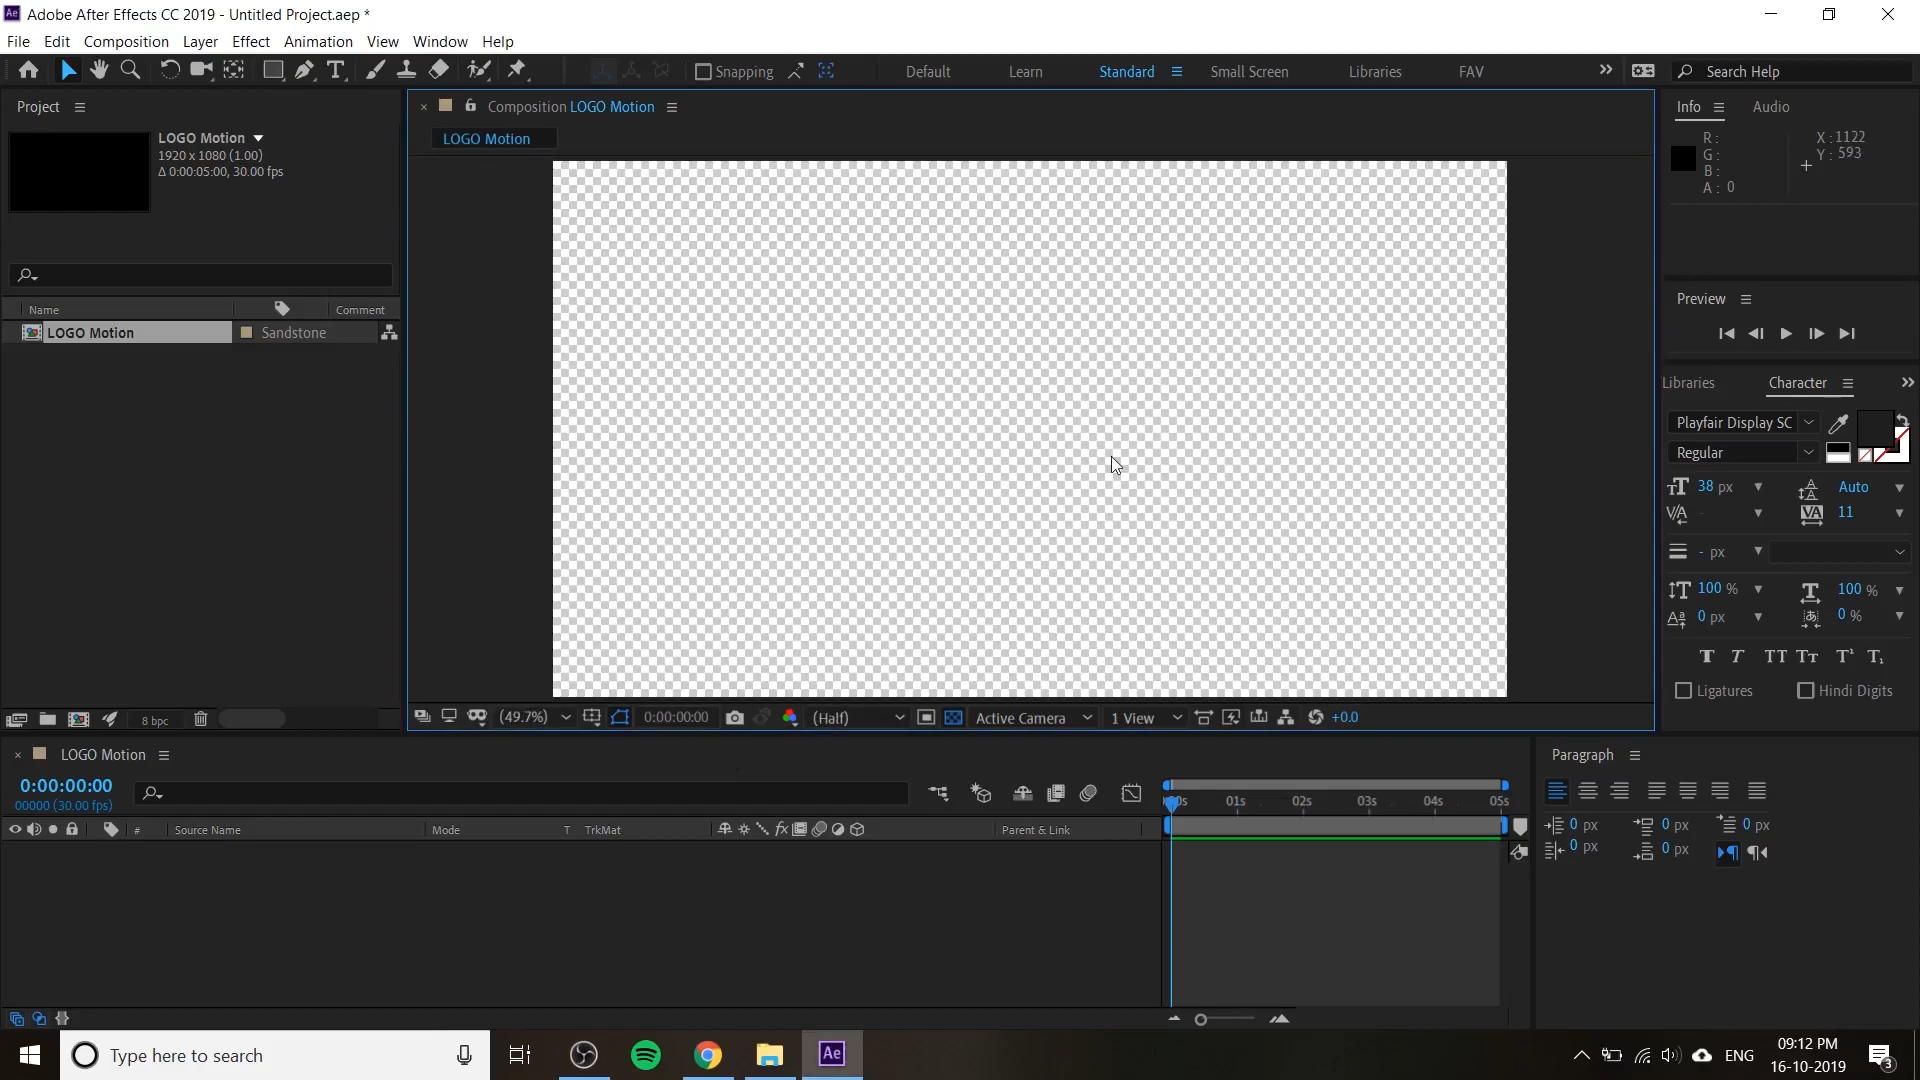 Adobe After Effects CC 2019 - Untitled Project.aep *
File Edit Composition Layer Effect Animation View Window Help
Snapping Default Learn Standard Small Screen Libraries FAV Search Help
Project
LOGO Motion
1920 x 1080 (1.00)
Δ 0:00:05:00, 30.00 fps
Name Comment
LOGO Motion Sandstone
8 bpc
Composition LOGO Motion
LOGO Motion
(49.7%) 0:00:00:00 (Half) Active Camera 1 View +0.0
Info Audio
R :
G :
B :
A : 0
X : 1122
Y : 593
Preview
Libraries Character
Playfair Display SC
Regular
38 px Auto
- 11
- px
100 % 100 %
0 px 0 %
Ligatures Hindi Digits
LOGO Motion
0:00:00:00
00000 (30.00 fps)
# Source Name Mode T TrkMat Parent & Link
01s 02s 03s 04s 05s
Paragraph
0 px 0 px 0 px
0 px 0 px
Type here to search
Ae
ENG
09:12 PM
16-10-2019
3